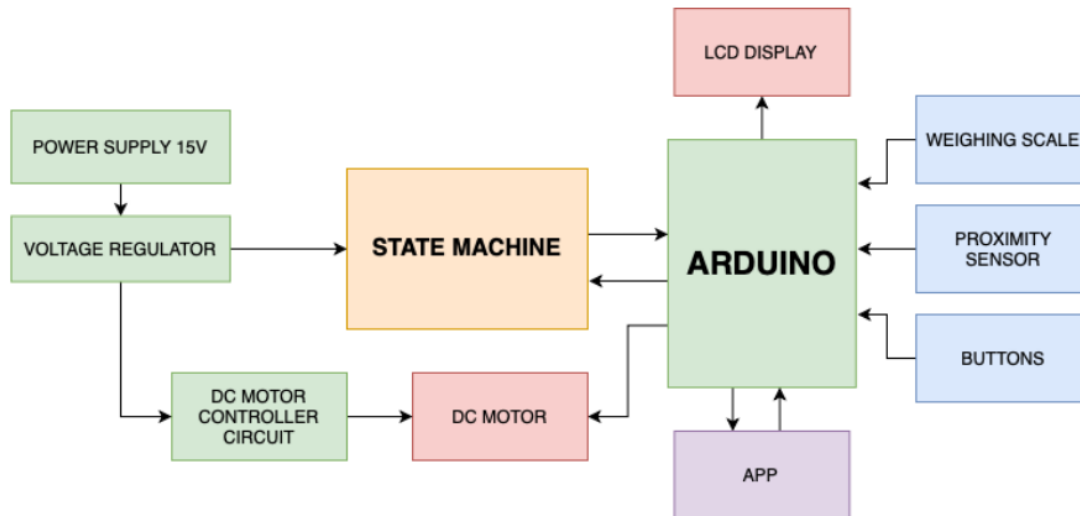 LCD DISPLAY
POWER SUPPLY 15V
WEIGHING SCALE
VOLTAGE REGULATOR
STATE MACHINE
ARDUINO
PROXIMITY
SENSOR
BUTTONS
DC MOTOR
CONTROLLER
CIRCUIT
DC MOTOR
APP